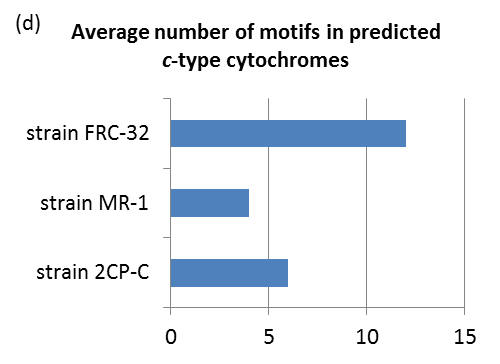 (d)
Average number of motifs in predicted
c-type cytochromes
strain FRC-32
strain MR-1
strain 2CP-C
0 5 10 15